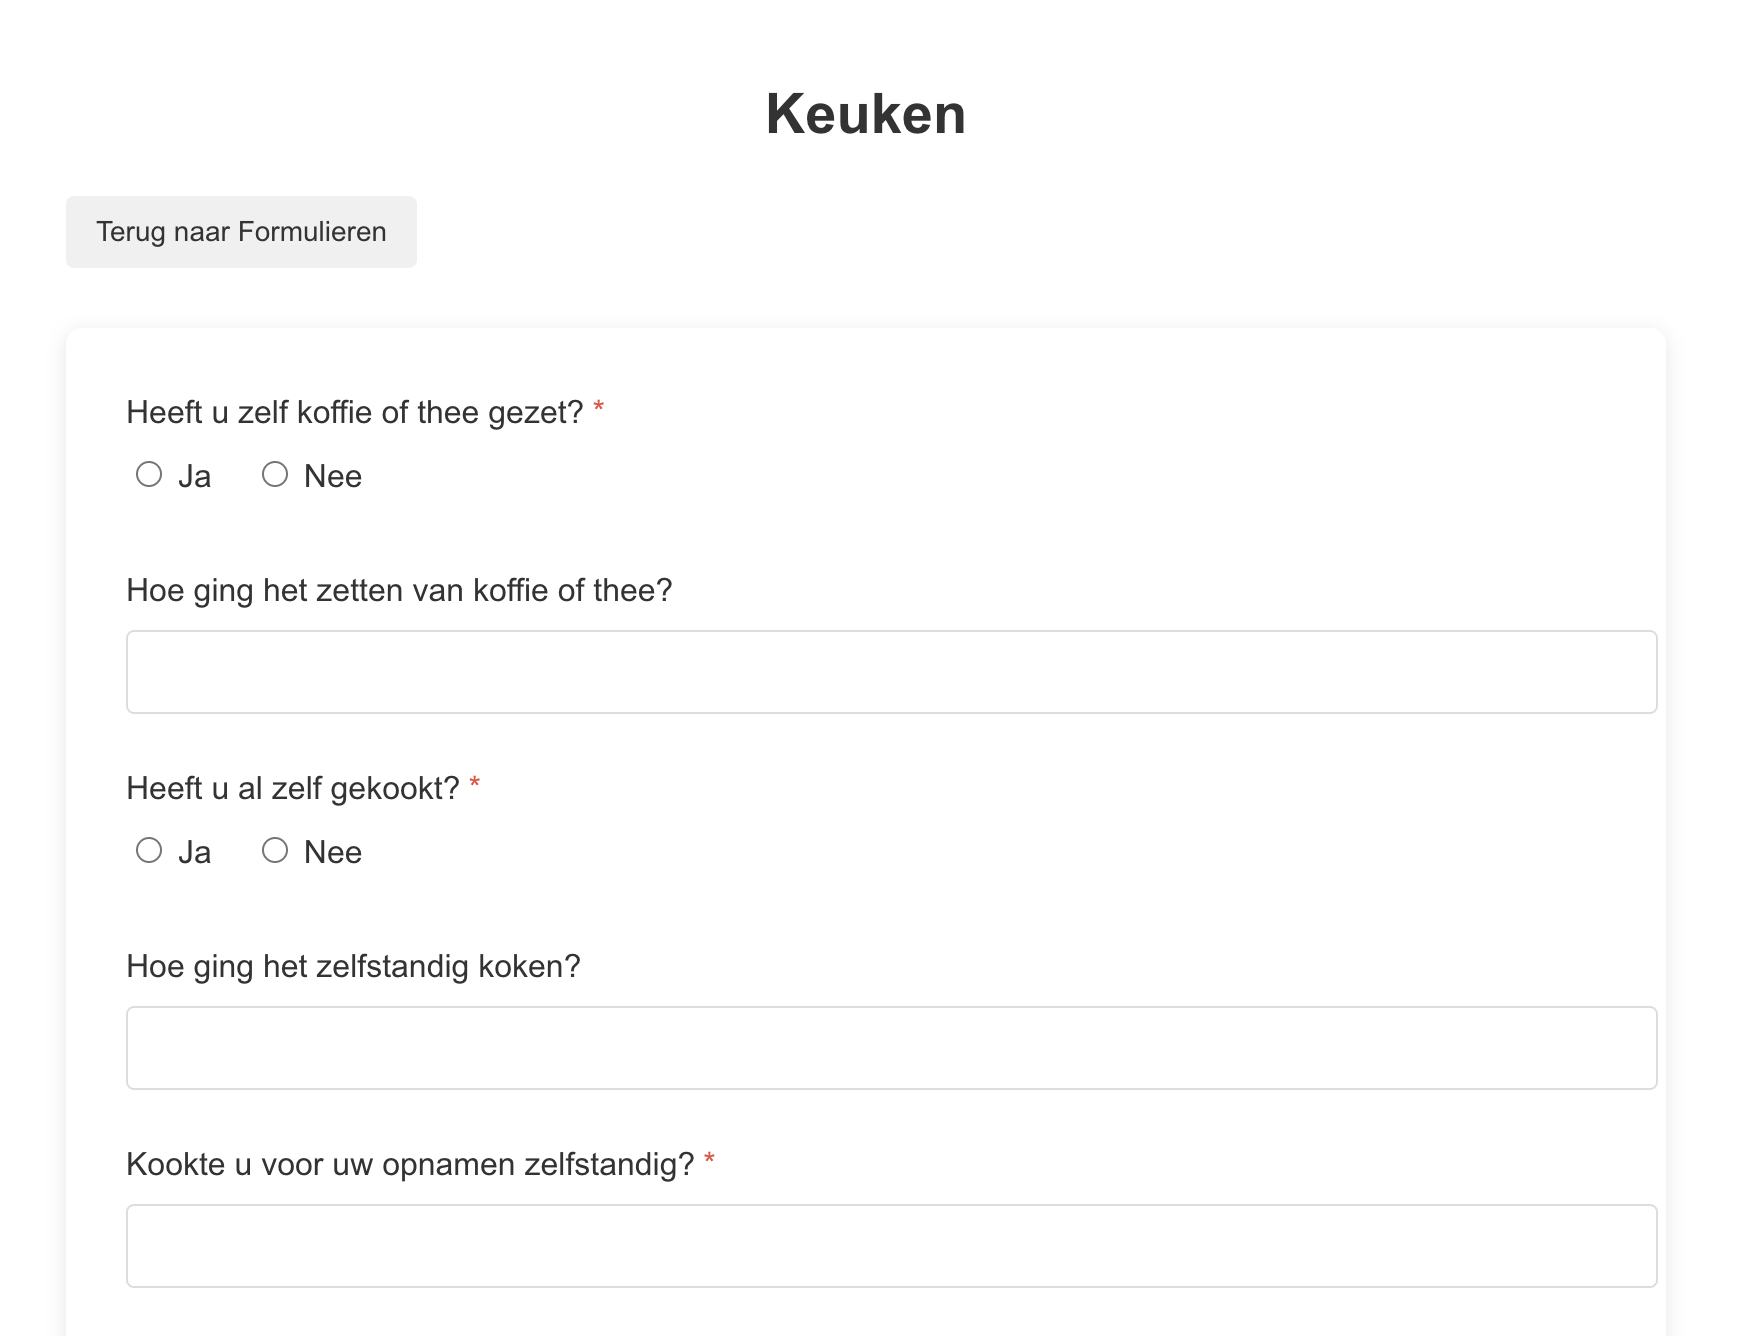 Keuken
Terug naar Formulieren
Heeft u zelf koffie of thee gezet? *
Ja Nee
Hoe ging het zetten van koffie of thee?
Heeft u al zelf gekookt? *
Ja Nee
Hoe ging het zelfstandig koken?
Kookte u voor uw opnamen zelfstandig? *